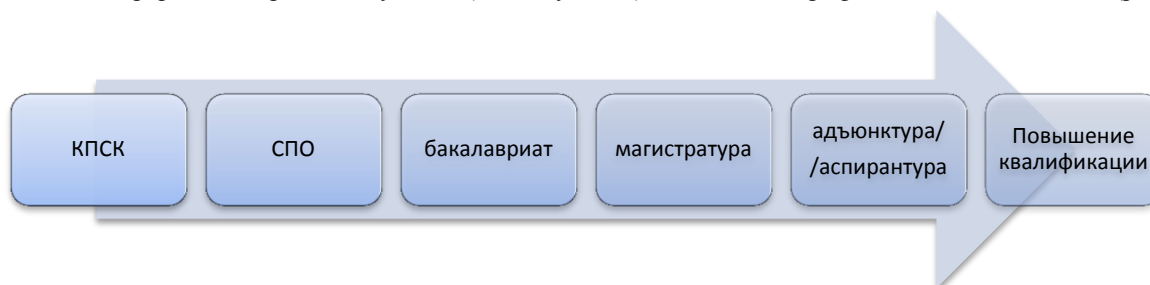 КПСК
СПО
бакалавриат
магистратура
адъюнктура/
/аспирантура
Повышение
квалификации